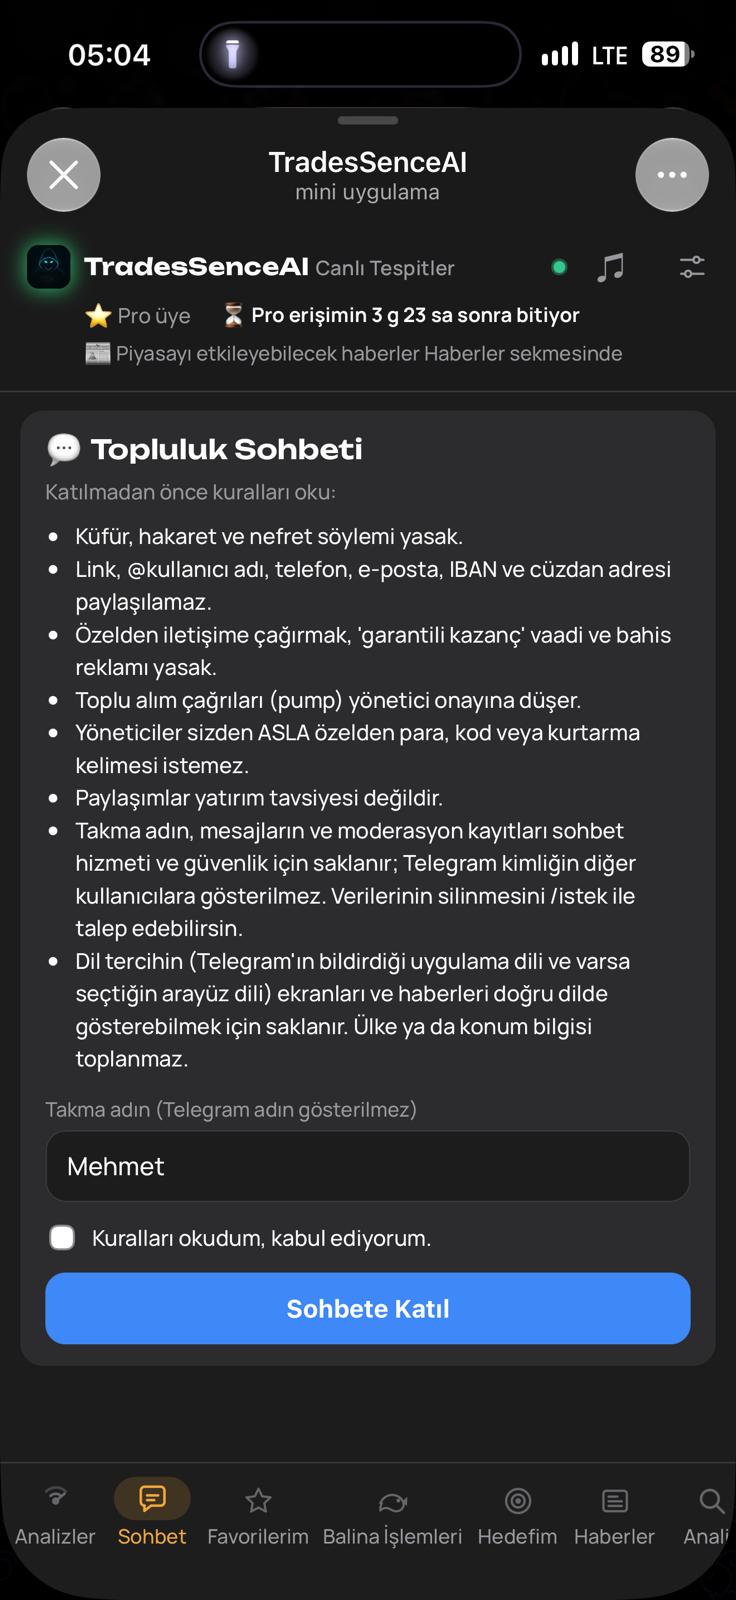 05:04
LTE 89
TradesSenceAI
mini uygulama
TradesSenceAI Canlı Tespitler
Pro üye Pro erişimin 3 g 23 sa sonra bitiyor
Piyasayı etkileyebilecek haberler Haberler sekmesinde
Topluluk Sohbeti
Katılmadan önce kuralları oku:
• Küfür, hakaret ve nefret söylemi yasak.
• Link, @kullanıcı adı, telefon, e-posta, IBAN ve cüzdan adresi
paylaşılamaz.
• Özelden iletişime çağırmak, 'garantili kazanç' vaadi ve bahis
reklamı yasak.
• Toplu alım çağrıları (pump) yönetici onayına düşer.
• Yöneticiler sizden ASLA özelden para, kod veya kurtarma
kelimesi istemez.
• Paylaşımlar yatırım tavsiyesi değildir.
• Takma adın, mesajların ve moderasyon kayıtları sohbet
hizmeti ve güvenlik için saklanır; Telegram kimliğin diğer
kullanıcılara gösterilmez. Verilerinin silinmesini /istek ile
talep edebilirsin.
• Dil tercihin (Telegram'ın bildirdiği uygulama dili ve varsa
seçtiğin arayüz dili) ekranları ve haberleri doğru dilde
gösterebilmek için saklanır. Ülke ya da konum bilgisi
toplanmaz.
Takma adın (Telegram adın gösterilmez)
Mehmet
Kuralları okudum, kabul ediyorum.
Sohbete Katıl
Analizler Sohbet Favorilerim Balina İşlemleri Hedefim Haberler Anali